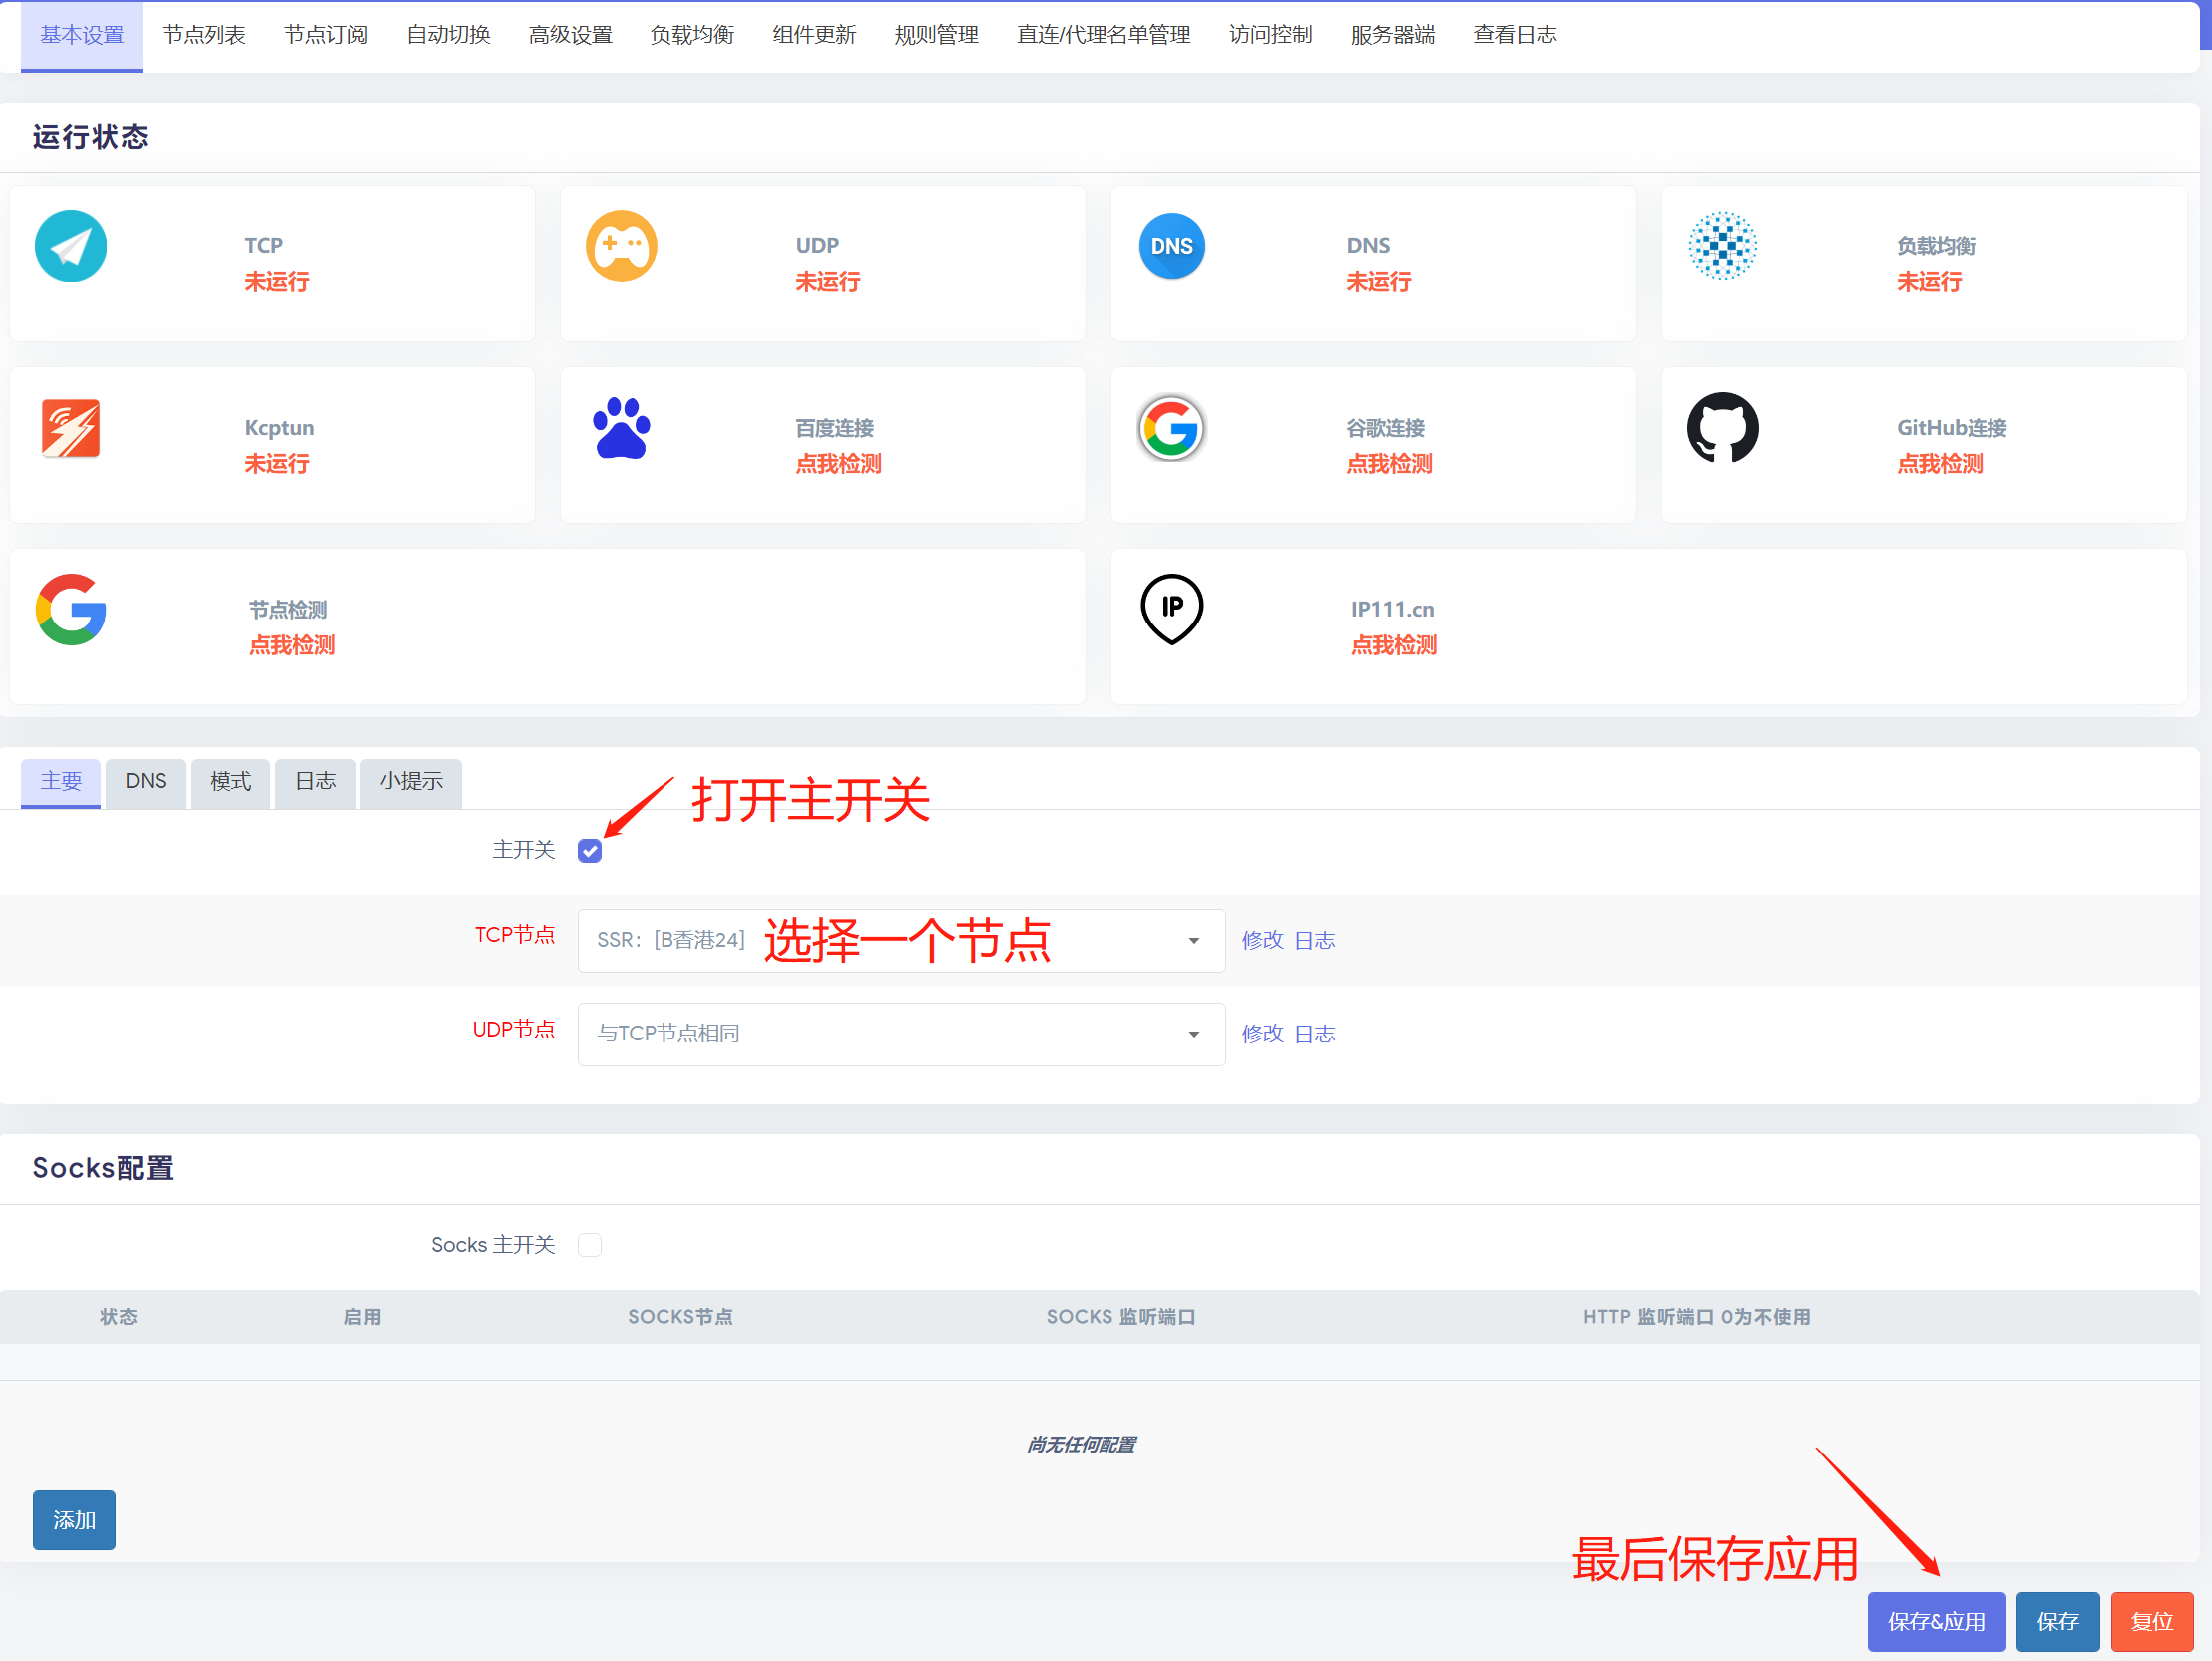 基本设置 节点列表 节点订阅 自动切换 高级设置 负载均衡 组件更新 规则管理 直连/代理名单管理 访问控制 服务器端 查看日志
运行状态
TCP
未运行
UDP
未运行
DNS
DNS
未运行
负载均衡
未运行
Kcptun
未运行
百度连接
点我检测
谷歌连接
点我检测
GitHub连接
点我检测
节点检测
点我检测
IP
IP111.cn
点我检测
主要 DNS 模式 日志 小提示
打开主开关
主开关
TCP节点 SSR：[B香港24] 选择一个节点 修改 日志
UDP节点 与TCP节点相同 修改 日志
Socks配置
Socks 主开关
状态 启用 SOCKS节点 SOCKS 监听端口 HTTP 监听端口 0为不使用
尚无任何配置
添加
最后保存应用
保存&应用 保存 复位